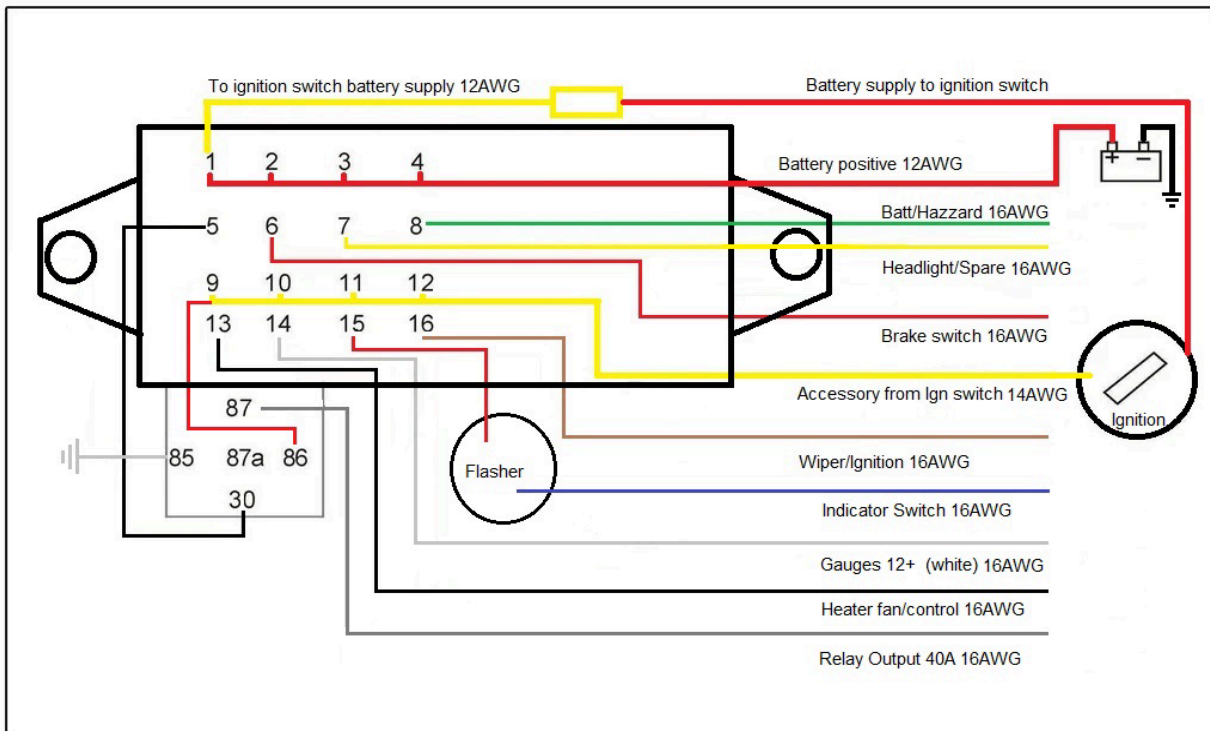 To ignition switch battery supply 12AWG
Battery supply to ignition switch
1 2 3 4
Battery positive 12AWG
+ −
5 6 7 8
Batt/Hazzard 16AWG
Headlight/Spare 16AWG
9 10 11 12
13 14 15 16
Brake switch 16AWG
Accessory from Ign switch 14AWG
Ignition
87
85 87a 86
30
Flasher
Wiper/Ignition 16AWG
Indicator Switch 16AWG
Gauges 12+ (white) 16AWG
Heater fan/control 16AWG
Relay Output 40A 16AWG